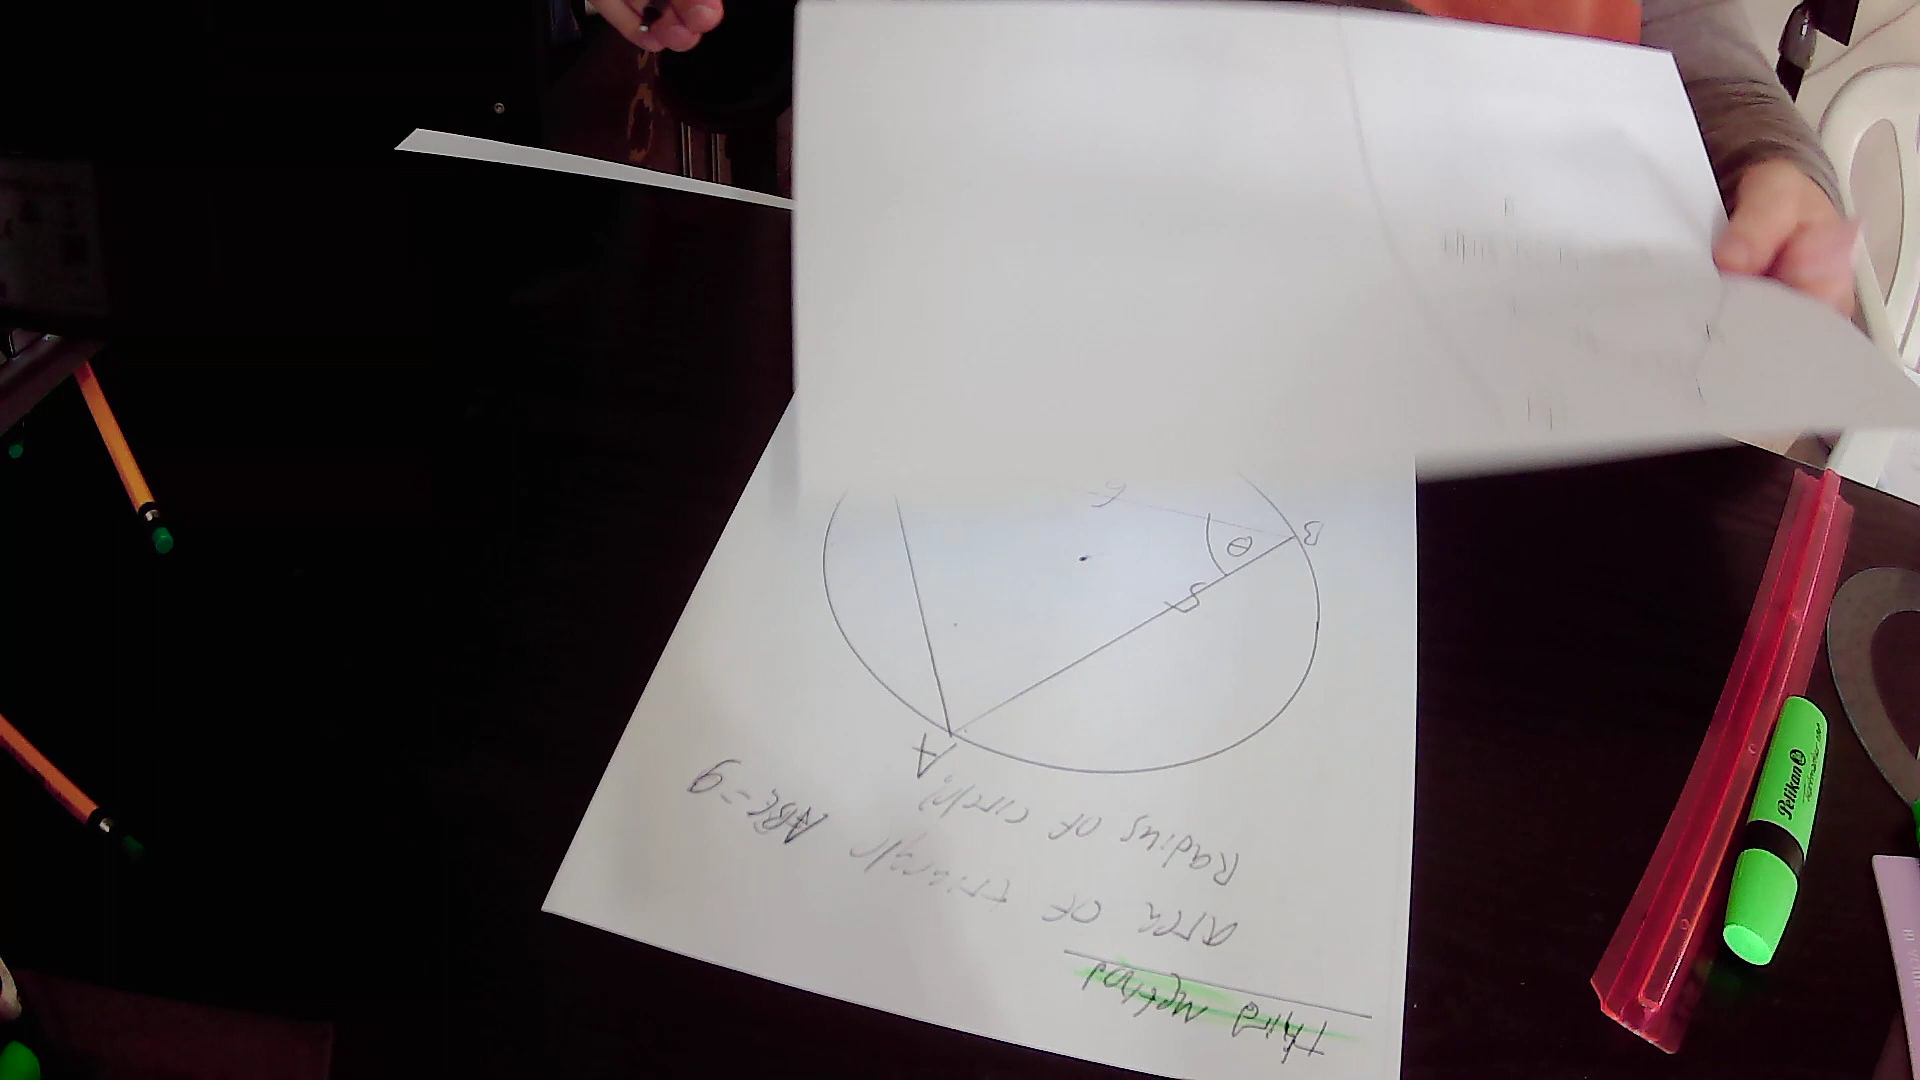 third method
area of triangle ABC = 9
Radius of circle,
A
5
θ
B
6
Pelikan